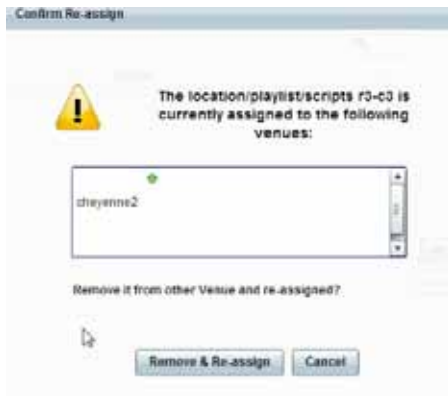 Confirm Re-assign
The location/playlist/scripts r3-c3 is
currently assigned to the following
venues:
cheyenne2
Remove it from other Venue and re-assigned?
Remove & Re-assign
Cancel